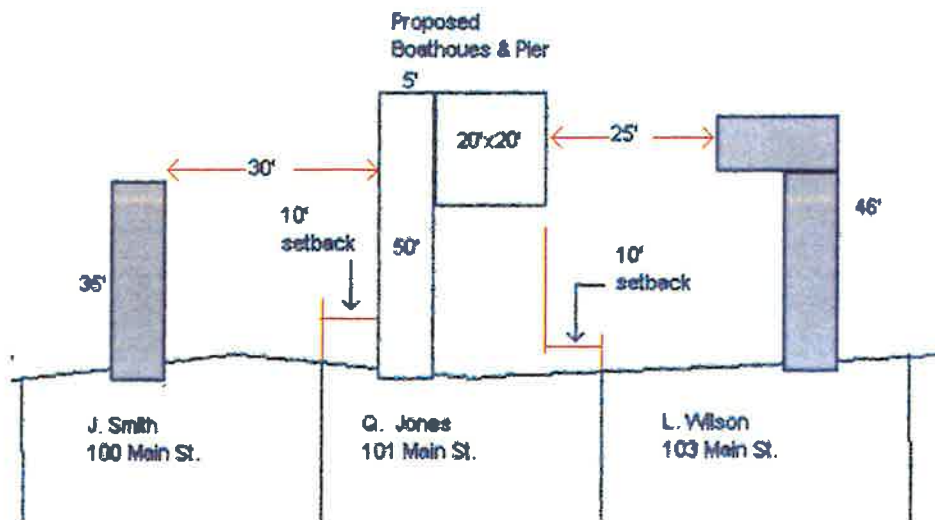 Proposed
Boathoues & Pier
5'
20'x20'
25'
30'
10'
setback
50'
46'
36'
10'
setback
J. Smith
100 Main St.
Q. Jones
101 Main St.
L. Wilson
103 Main St.